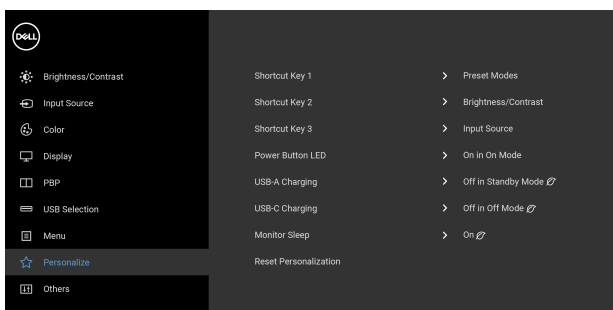 DELL
Brightness/Contrast
Input Source
Color
Display
PBP
USB Selection
Menu
Personalize
Others
Shortcut Key 1 > Preset Modes
Shortcut Key 2 > Brightness/Contrast
Shortcut Key 3 > Input Source
Power Button LED > On in On Mode
USB-A Charging > Off in Standby Mode
USB-C Charging > Off in Off Mode
Monitor Sleep > On
Reset Personalization